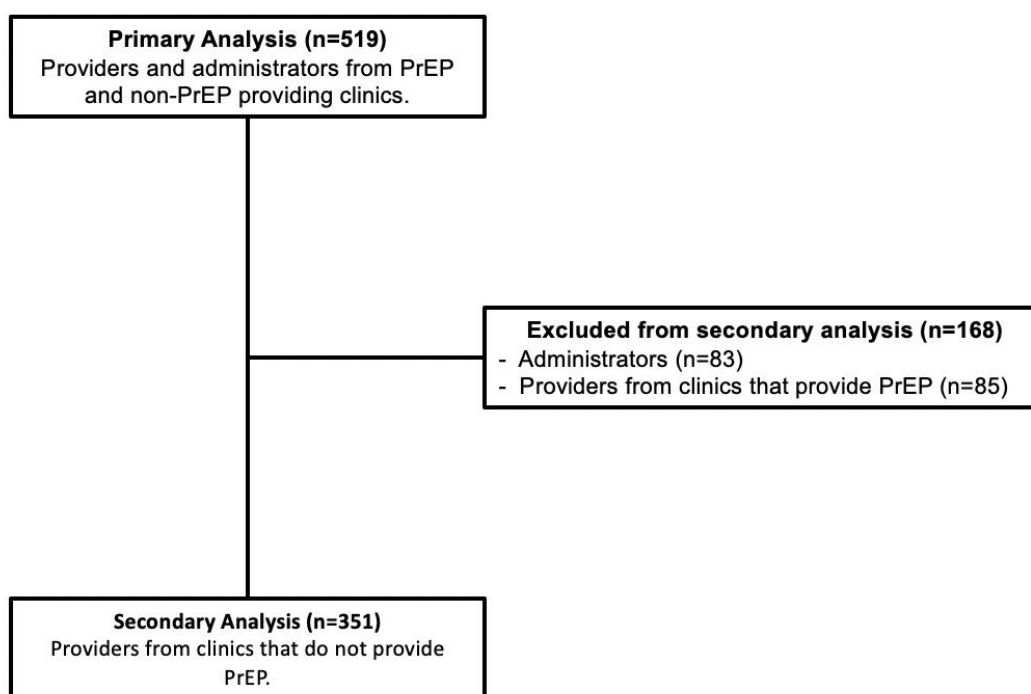 Primary Analysis (n=519)
Providers and administrators from PrEP
and non-PrEP providing clinics.
Excluded from secondary analysis (n=168)
- Administrators (n=83)
- Providers from clinics that provide PrEP (n=85)
Secondary Analysis (n=351)
Providers from clinics that do not provide
PrEP.